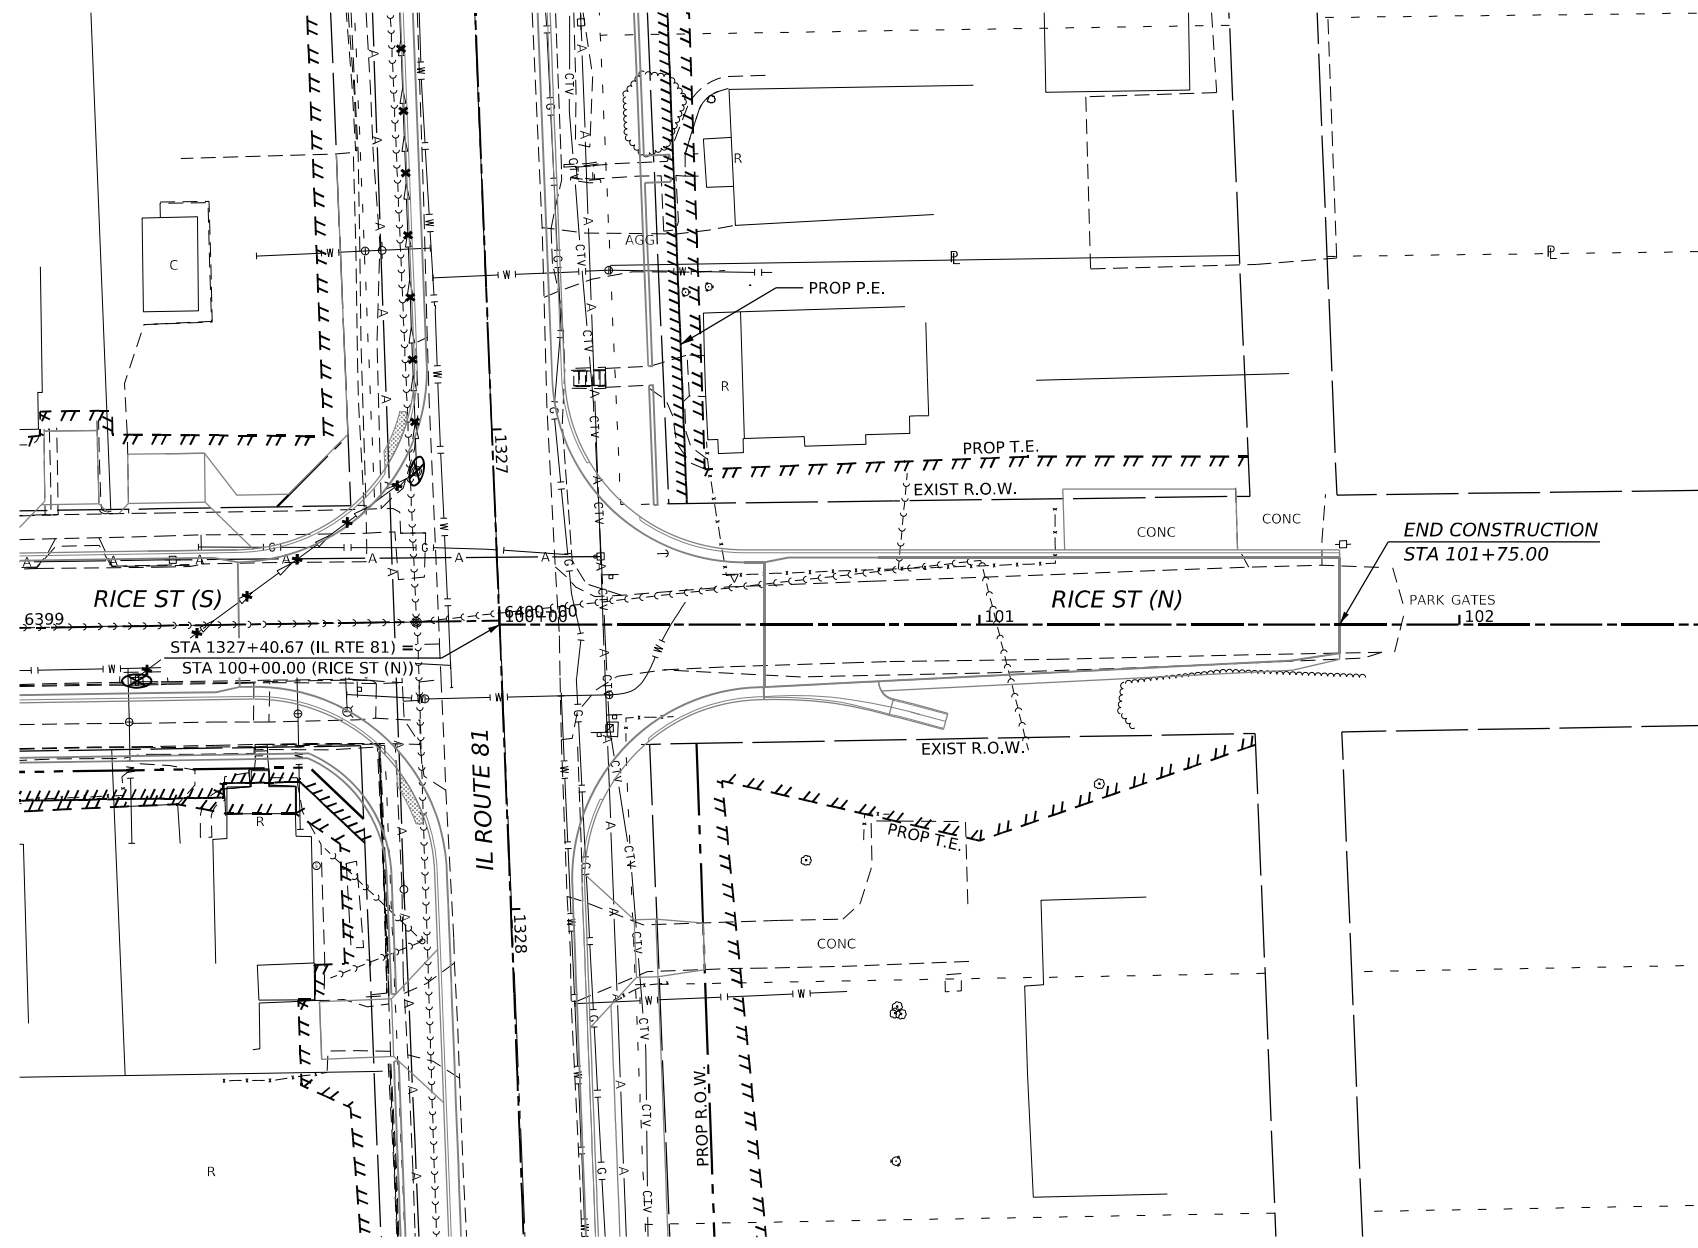 C
R
AGG
PROP P.E.
R
1327
PROP T.E.
EXIST R.O.W.
CONC
CONC
END CONSTRUCTION
STA 101+75.00
RICE ST (S)
RICE ST (N)
PARK GATES
6399
6400+00
100+00
101
102
STA 1327+40.67 (IL RTE 81) =
STA 100+00.00 (RICE ST (N))
IL ROUTE 81
EXIST R.O.W.
R
PROP T.E.
1328
CONC
PROP R.O.W.
R